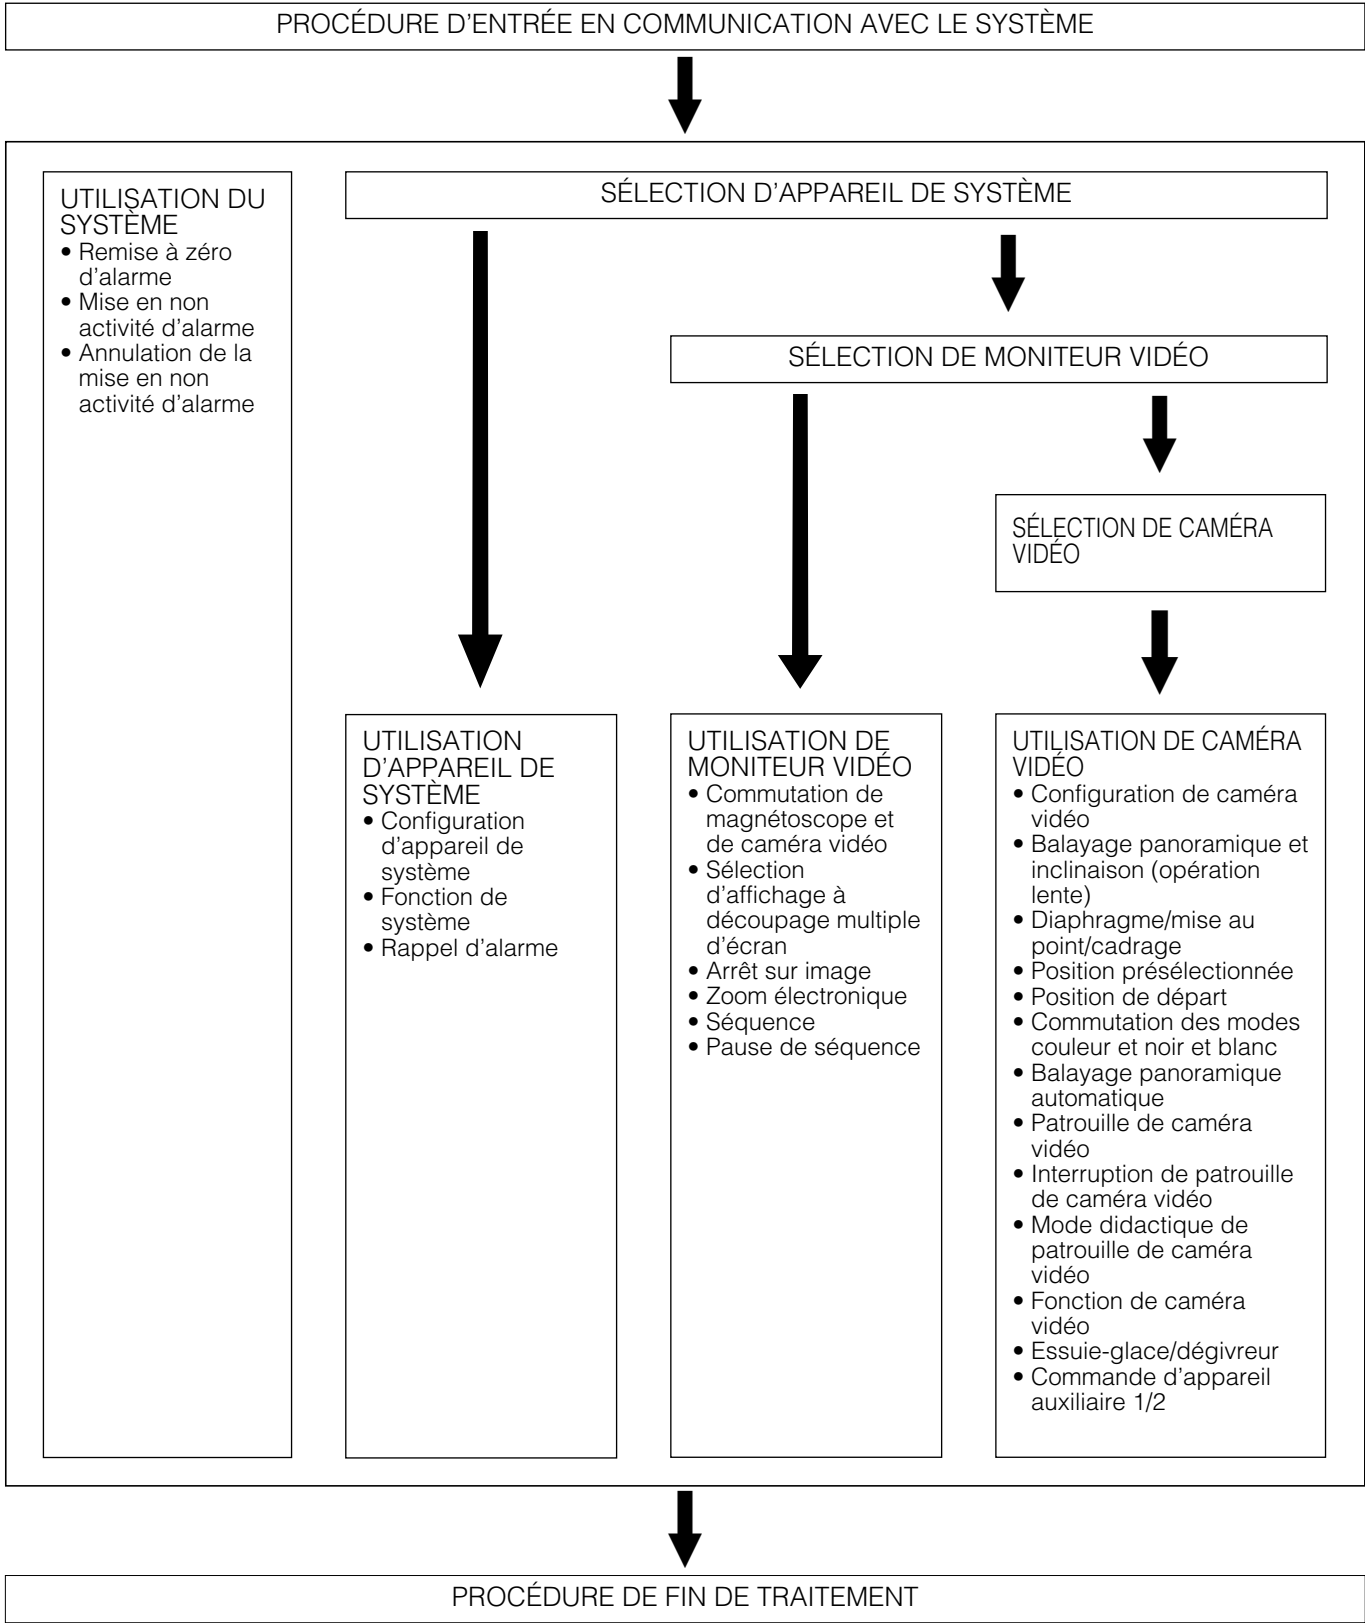 PROCÉDURE D'ENTRÉE EN COMMUNICATION AVEC LE SYSTÈME
UTILISATION DU
SYSTÈME
• Remise à zéro
d'alarme
• Mise en non
activité d'alarme
• Annulation de la
mise en non
activité d'alarme
SÉLECTION D'APPAREIL DE SYSTÈME
SÉLECTION DE MONITEUR VIDÉO
SÉLECTION DE CAMÉRA
VIDÉO
UTILISATION
D'APPAREIL DE
SYSTÈME
• Configuration
d'appareil de
système
• Fonction de
système
• Rappel d'alarme
UTILISATION DE
MONITEUR VIDÉO
• Commutation de
magnétoscope et
de caméra vidéo
• Sélection
d'affichage à
découpage multiple
d'écran
• Arrêt sur image
• Zoom électronique
• Séquence
• Pause de séquence
UTILISATION DE CAMÉRA
VIDÉO
• Configuration de caméra
vidéo
• Balayage panoramique et
inclinaison (opération
lente)
• Diaphragme/mise au
point/cadrage
• Position présélectionnée
• Position de départ
• Commutation des modes
couleur et noir et blanc
• Balayage panoramique
automatique
• Patrouille de caméra
vidéo
• Interruption de patrouille
de caméra vidéo
• Mode didactique de
patrouille de caméra
vidéo
• Fonction de caméra
vidéo
• Essuie-glace/dégivreur
• Commande d'appareil
auxiliaire 1/2
PROCÉDURE DE FIN DE TRAITEMENT